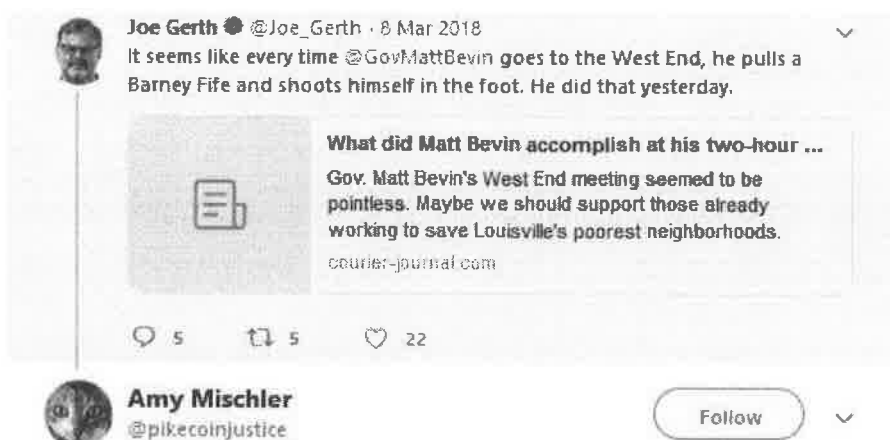 Joe Gerth @Joe_Gerth · 8 Mar 2018
It seems like every time @GovMattBevin goes to the West End, he pulls a
Barney Fife and shoots himself in the foot. He did that yesterday.
What did Matt Bevin accomplish at his two-hour ...
Gov. Matt Bevin's West End meeting seemed to be
pointless. Maybe we should support those already
working to save Louisville's poorest neighborhoods.
courier-journal.com
5 5 22
Amy Mischler
@pikecoinjustice
Follow